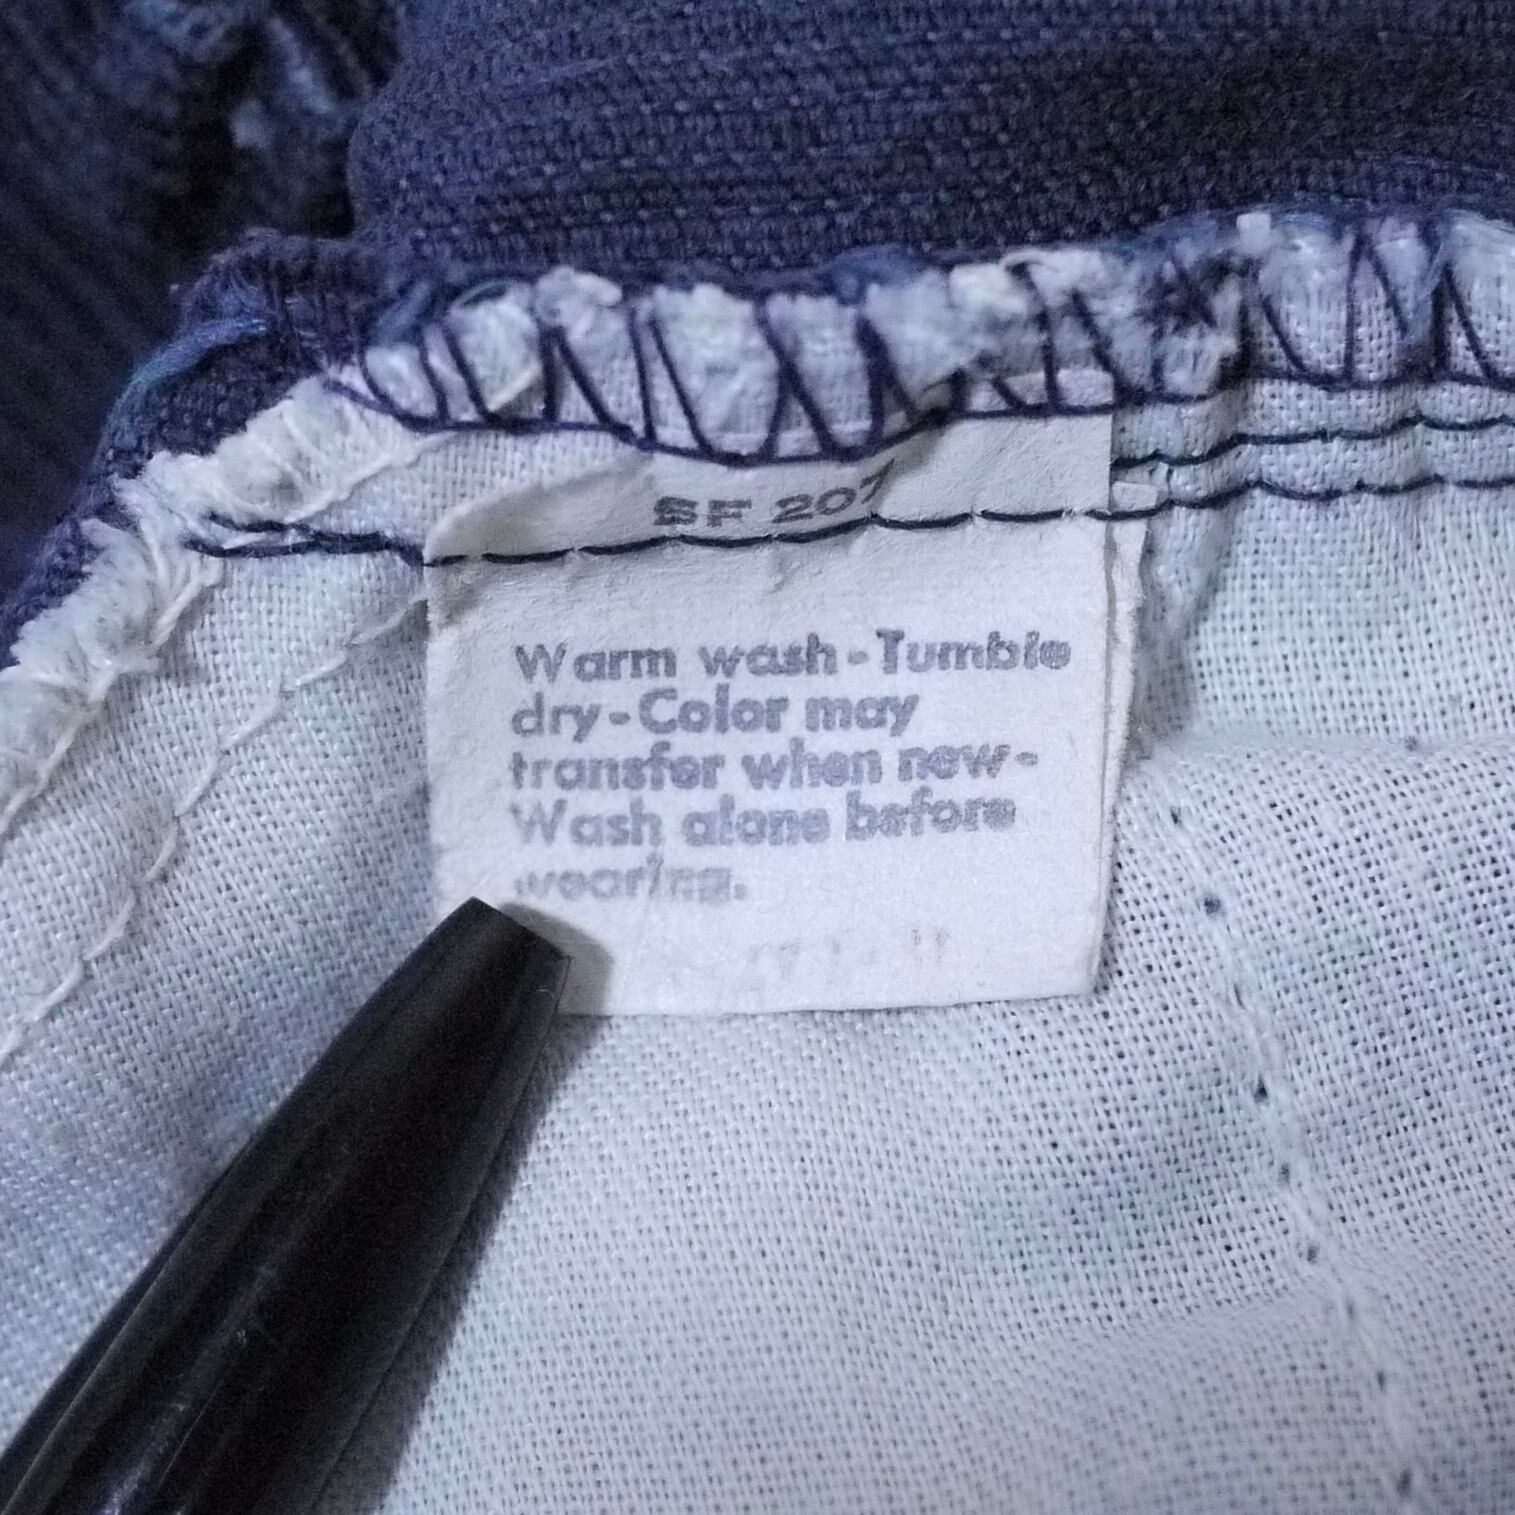 SF 207
Warm wash-Tumble
dry-Color may
transfer when new-
Wash alone before
wearing.